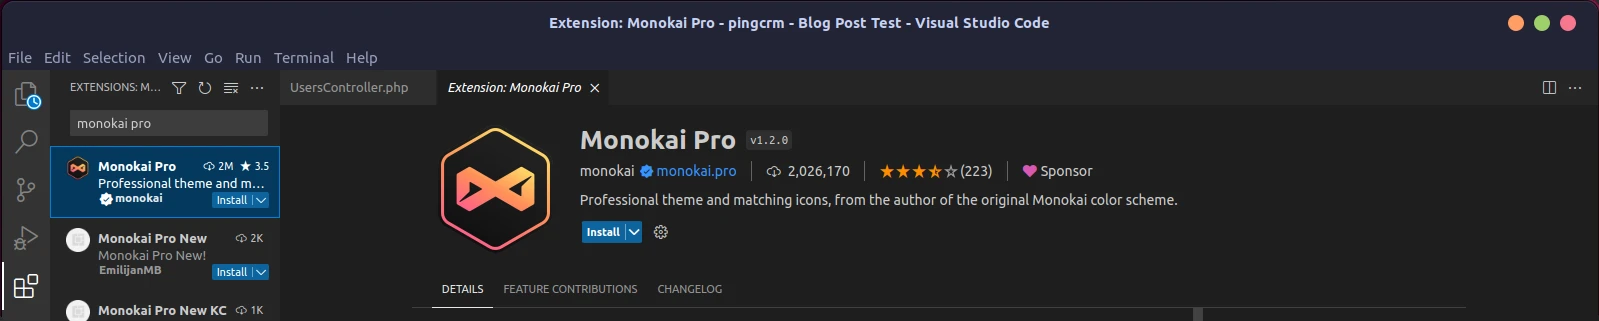 Extension: Monokai Pro - pingcrm - Blog Post Test - Visual Studio Code
File Edit Selection View Go Run Terminal Help
EXTENSIONS: M...
monokai pro
Monokai Pro 2M ★ 3.5
Professional theme and m...
monokai Install
Monokai Pro New 2K
Monokai Pro New!
EmilijanMB Install
Monokai Pro New KC 1K
UsersController.php Extension: Monokai Pro
Monokai Pro v1.2.0
monokai monokai.pro 2,026,170 (223) Sponsor
Professional theme and matching icons, from the author of the original Monokai color scheme.
Install
DETAILS FEATURE CONTRIBUTIONS CHANGELOG